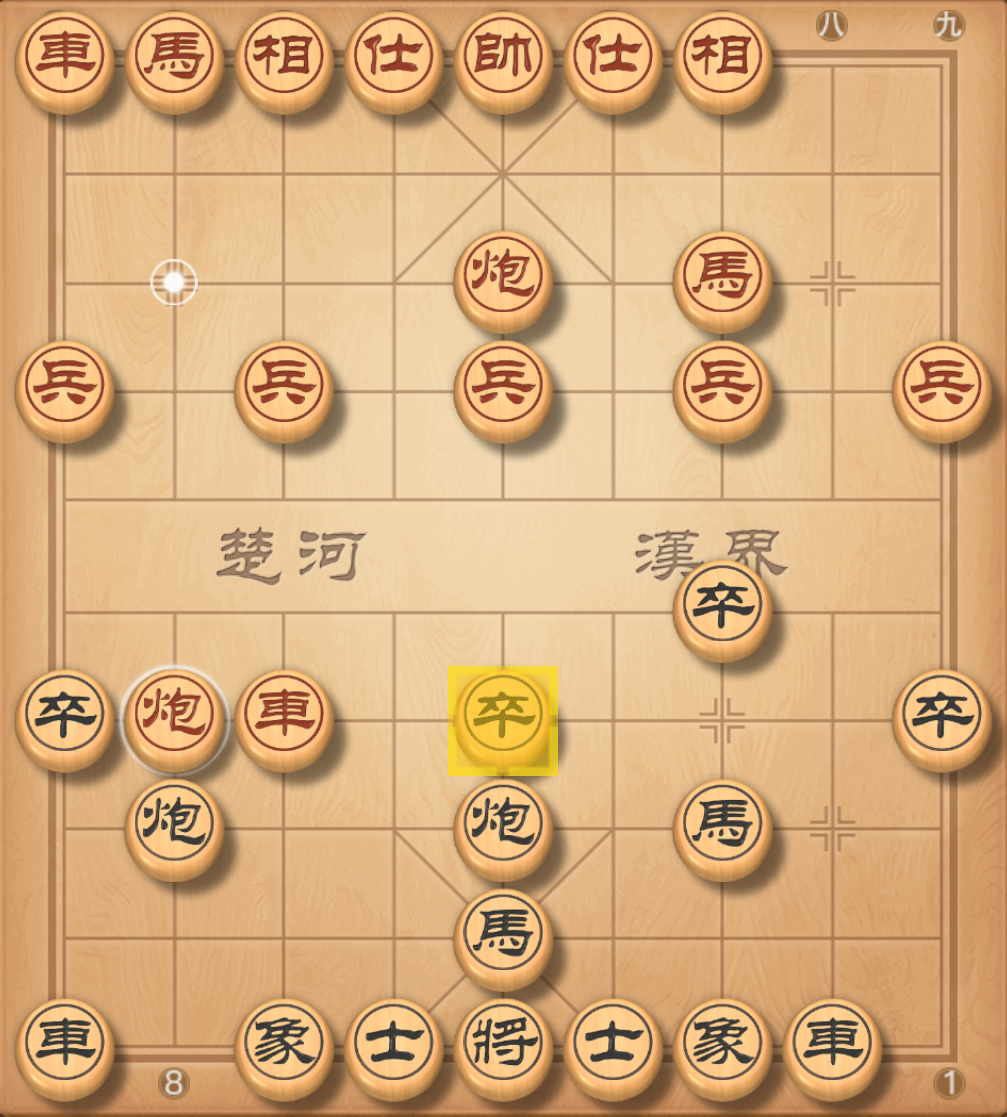 八 九
車 馬 相 仕 帥 仕 相
炮 馬
兵 兵 兵 兵 兵
楚河 漢界
卒
卒 炮 車 卒 卒
炮 炮 馬
馬
車 象 士 將 士 象 車
8 1